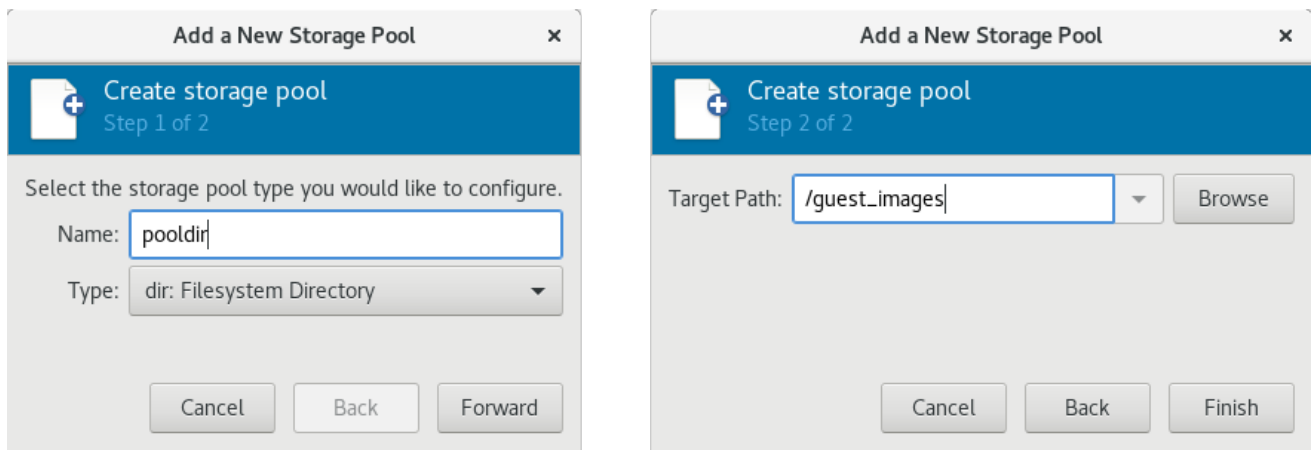 Add a New Storage Pool ×
Create storage pool
Step 1 of 2
Select the storage pool type you would like to configure.
Name: pooldir
Type: dir: Filesystem Directory
Cancel Back Forward
Add a New Storage Pool ×
Create storage pool
Step 2 of 2
Target Path: /guest_images Browse
Cancel Back Finish